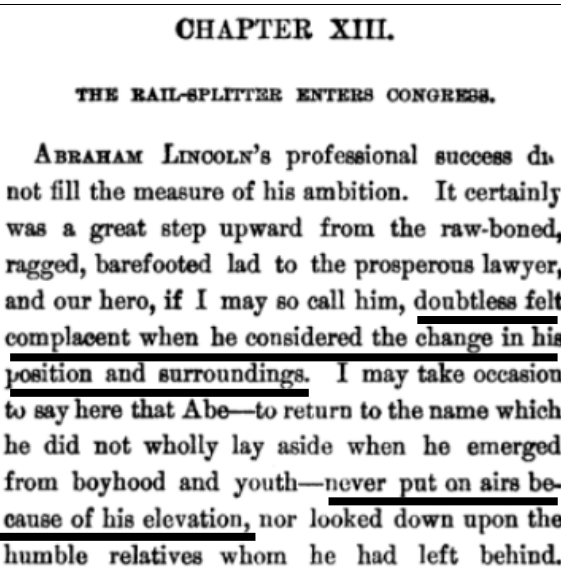 CHAPTER XIII.
THE RAIL-SPLITTER ENTERS CONGRESS.
ABRAHAM LINCOLN's professional success
not fill the measure of his ambition. It certainly
was a great step upward from the raw-boned,
ragged, barefooted lad to the prosperous lawyer,
and our hero, if I may so call him, doubtless felt
complacent when he considered the change in his
position and surroundings. I may take occasion
to say here that Abe—to return to the name which
he did not wholly lay aside when he emerged
from boyhood and youth—never put on airs be-
cause of his elevation, nor looked down upon the
humble relatives whom he had left behind.